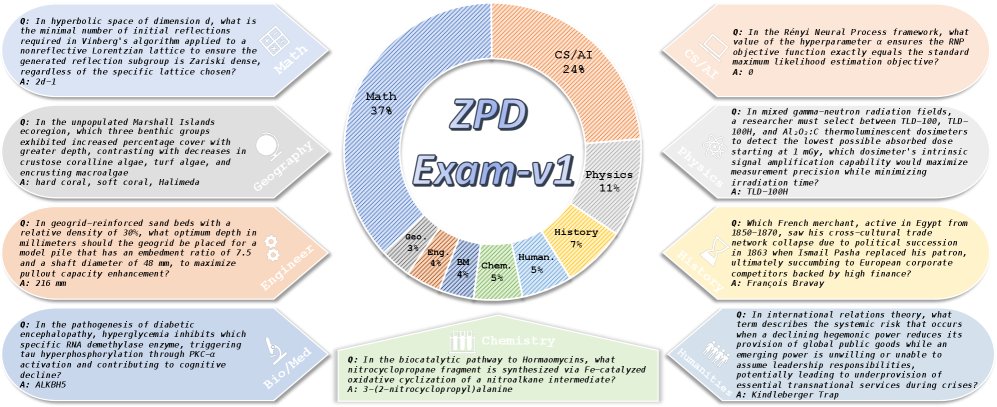 Q: In hyperbolic space of dimension d, what is
the minimal number of initial reflections
required in Vinberg's algorithm applied to a
nonreflective Lorentzian lattice to ensure the
generated reflection subgroup is Zariski dense,
regardless of the specific lattice chosen?
A: 2d−1
Math
Q: In the unpopulated Marshall Islands
ecoregion, which three benthic groups
exhibited increased percentage cover with
greater depth, contrasting with decreases in
crustose coralline algae, turf algae, and
encrusting macroalgae
A: hard coral, soft coral, Halimeda
Geography
Q: In geogrid-reinforced sand beds with a
relative density of 30%, what optimum depth in
millimeters should the geogrid be placed for a
model pile that has an embedment ratio of 7.5
and a shaft diameter of 48 mm, to maximize
pullout capacity enhancement?
A: 216 mm
Engineer
Q: In the pathogenesis of diabetic
encephalopathy, hyperglycemia inhibits which
specific RNA demethylase enzyme, triggering
tau hyperphosphorylation through PKC-α
activation and contributing to cognitive
decline?
A: ALKBH5
Bio/Med
ZPD
Exam-v1
Math
37%
CS/AI
24%
Physics
11%
History
7%
Human.
5%
Chem.
5%
BM
4%
Eng.
4%
Geo.
3%
Chemistry
Q: In the biocatalytic pathway to Hormaomycins, what
nitrocyclopropane fragment is synthesized via Fe-catalyzed
oxidative cyclization of a nitroalkane intermediate?
A: 3-(2-nitrocyclopropyl)alanine
Q: In the Rényi Neural Process framework, what
value of the hyperparameter α ensures the RNP
objective function exactly equals the standard
maximum likelihood estimation objective?
A: 0
CS/AI
Q: In mixed gamma-neutron radiation fields,
a researcher must select between TLD-100, TLD-
100H, and Al₂O₃:C thermoluminescent dosimeters
to detect the lowest possible absorbed dose
starting at 1 mGy, which dosimeter's intrinsic
signal amplification capability would maximize
measurement precision while minimizing
irradiation time?
A: TLD-100H
Physics
Q: Which French merchant, active in Egypt from
1850-1870, saw his cross-cultural trade
network collapse due to political succession
in 1863 when Ismail Pasha replaced his patron,
ultimately succumbing to European corporate
competitors backed by high finance?
A: François Bravay
History
Q: In international relations theory, what
term describes the systemic risk that occurs
when a declining hegemonic power reduces its
provision of global public goods while an
emerging power is unwilling or unable to
assume leadership responsibilities,
potentially leading to underprovision of
essential transnational services during crises?
A: Kindleberger Trap
Humanities